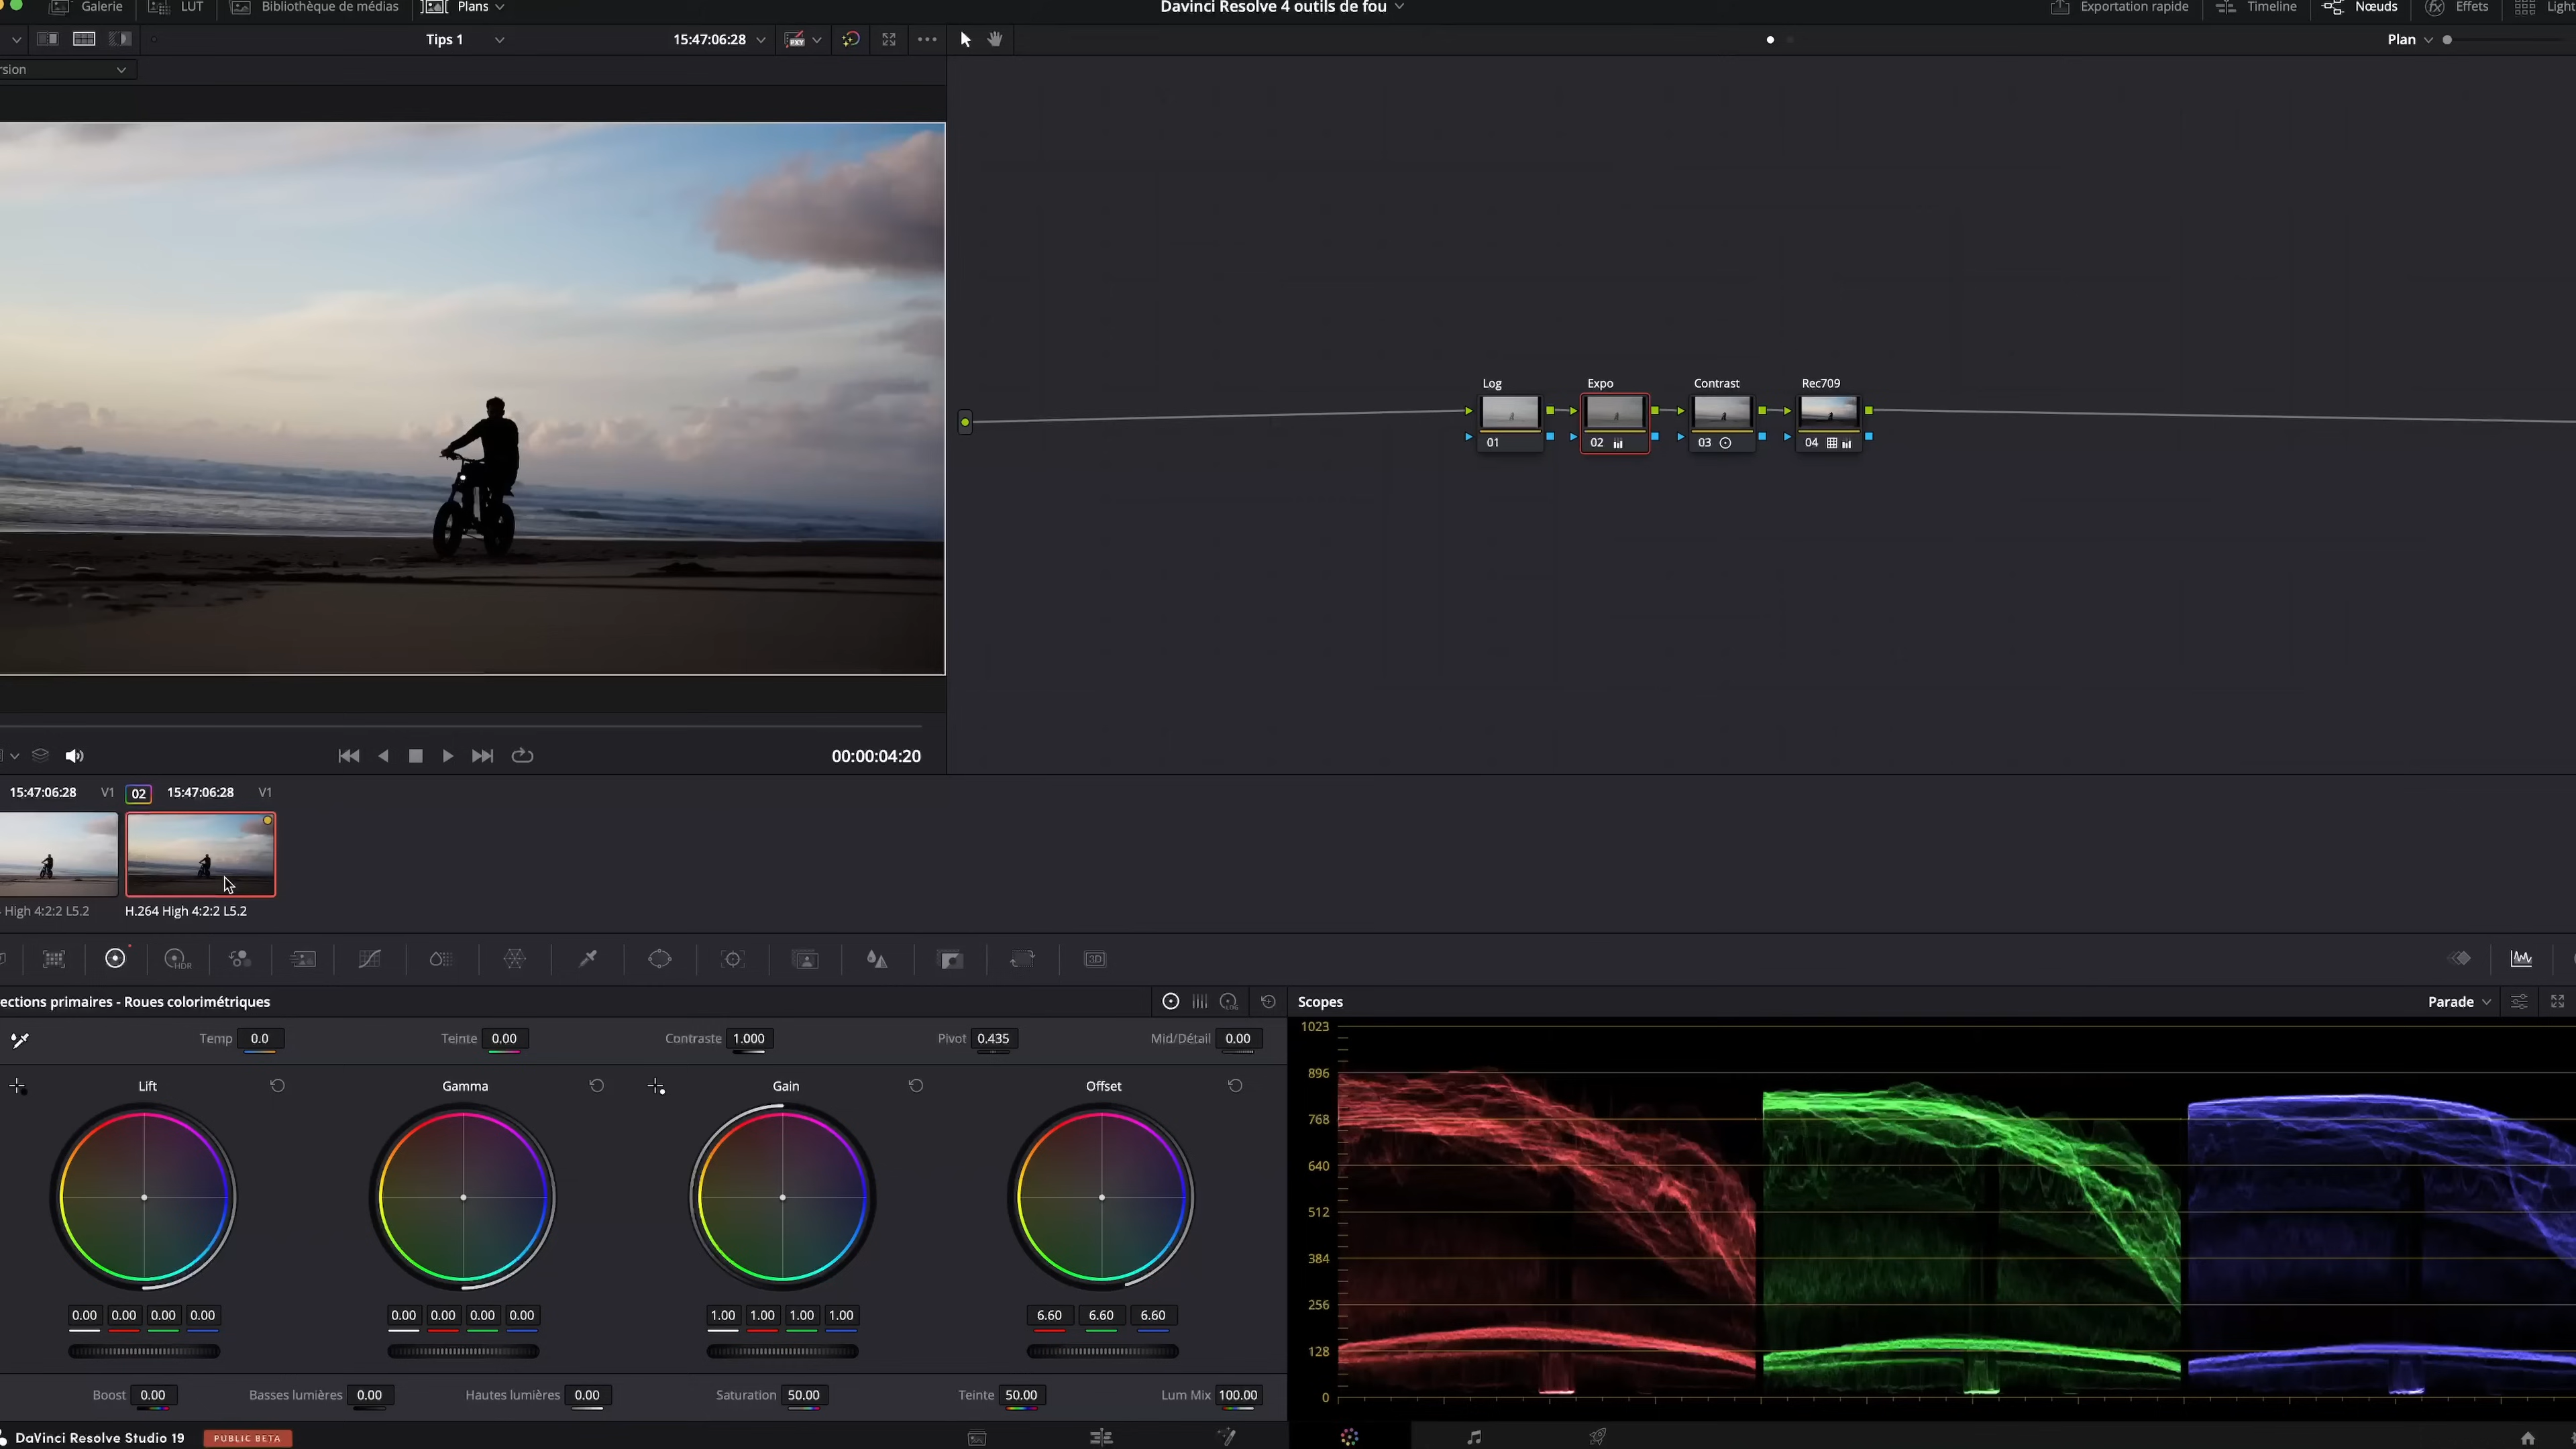 Galerie LUT Bibliothèque de médias Plans Davinci Resolve 4 outils de fou Exportation rapide Timeline Nœuds Effets Light
Tips 1 15:47:06:28 Plan
rsion
Log Expo Contrast Rec709
01 02 03 04
00:00:04:20
15:47:06:28 V1 02 15:47:06:28 V1
High 4:2:2 L5.2 H.264 High 4:2:2 L5.2
HDR 3D
ections primaires - Roues colorimétriques LOG Scopes Parade
Temp 0.0 Teinte 0.00 Contraste 1.000 Pivot 0.435 Mid/Détail 0.00
Lift Gamma Gain Offset
0.00 0.00 0.00 0.00 0.00 0.00 0.00 0.00 1.00 1.00 1.00 1.00 6.60 6.60 6.60
Boost 0.00 Basses lumières 0.00 Hautes lumières 0.00 Saturation 50.00 Teinte 50.00 Lum Mix 100.00
1023
896
768
640
512
384
256
128
0
DaVinci Resolve Studio 19 PUBLIC BETA